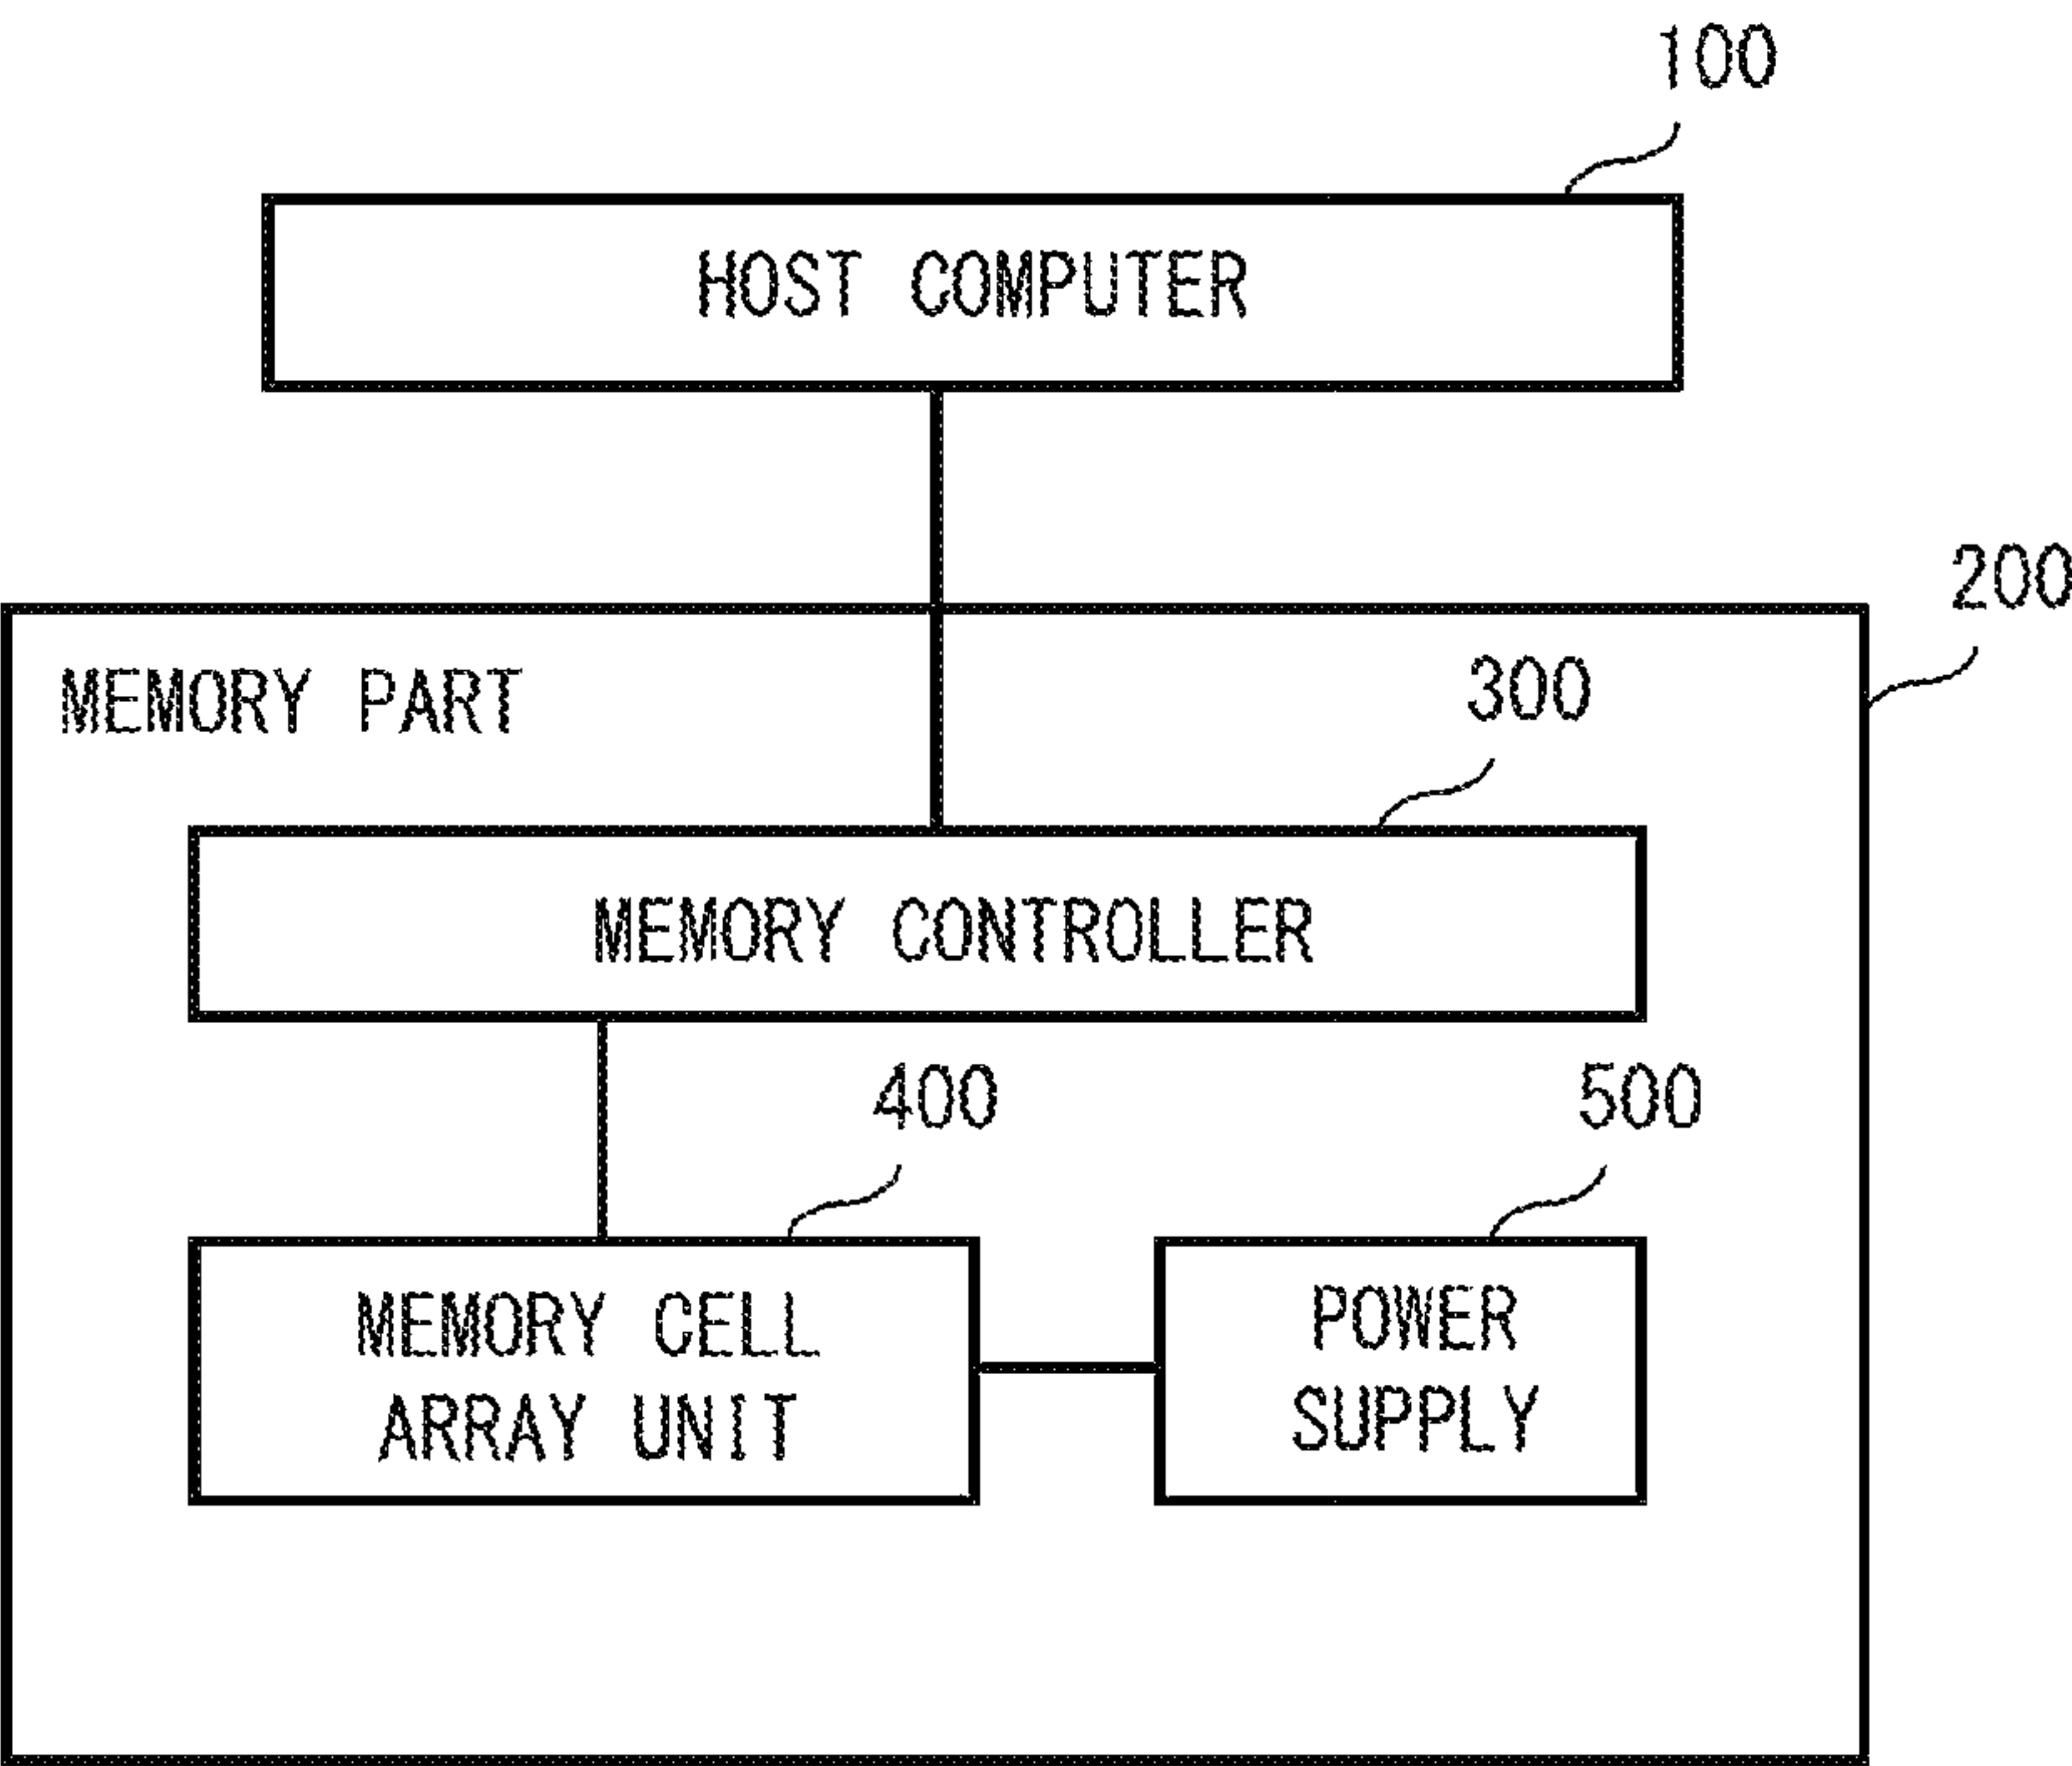 100
HOST COMPUTER
200
MEMORY PART
300
MEMORY CONTROLLER
400
500
MEMORY CELL
ARRAY UNIT
POWER
SUPPLY